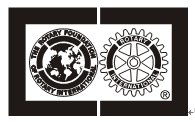 THE ROTARY FOUNDATION
OF ROTARY INTERNATIONAL
ROTARY
INTERNATIONAL
®